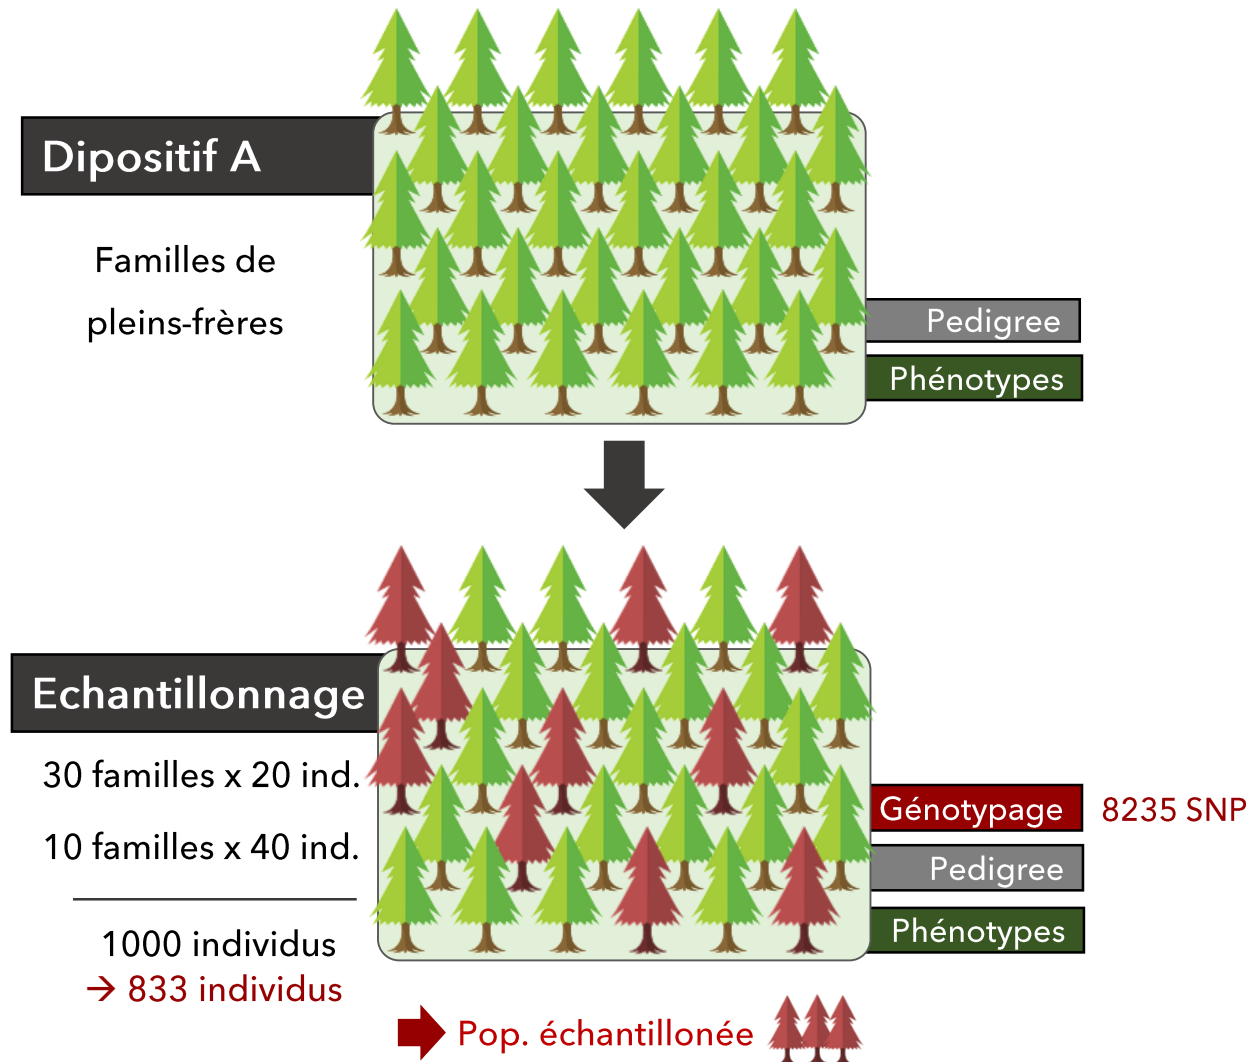 Dipositif A
Familles de
pleins-frères
Pedigree
Phénotypes
Echantillonnage
30 familles x 20 ind.
10 familles x 40 ind.
1000 individus
→ 833 individus
Génotypage
8235 SNP
Pedigree
Phénotypes
Pop. échantillonée